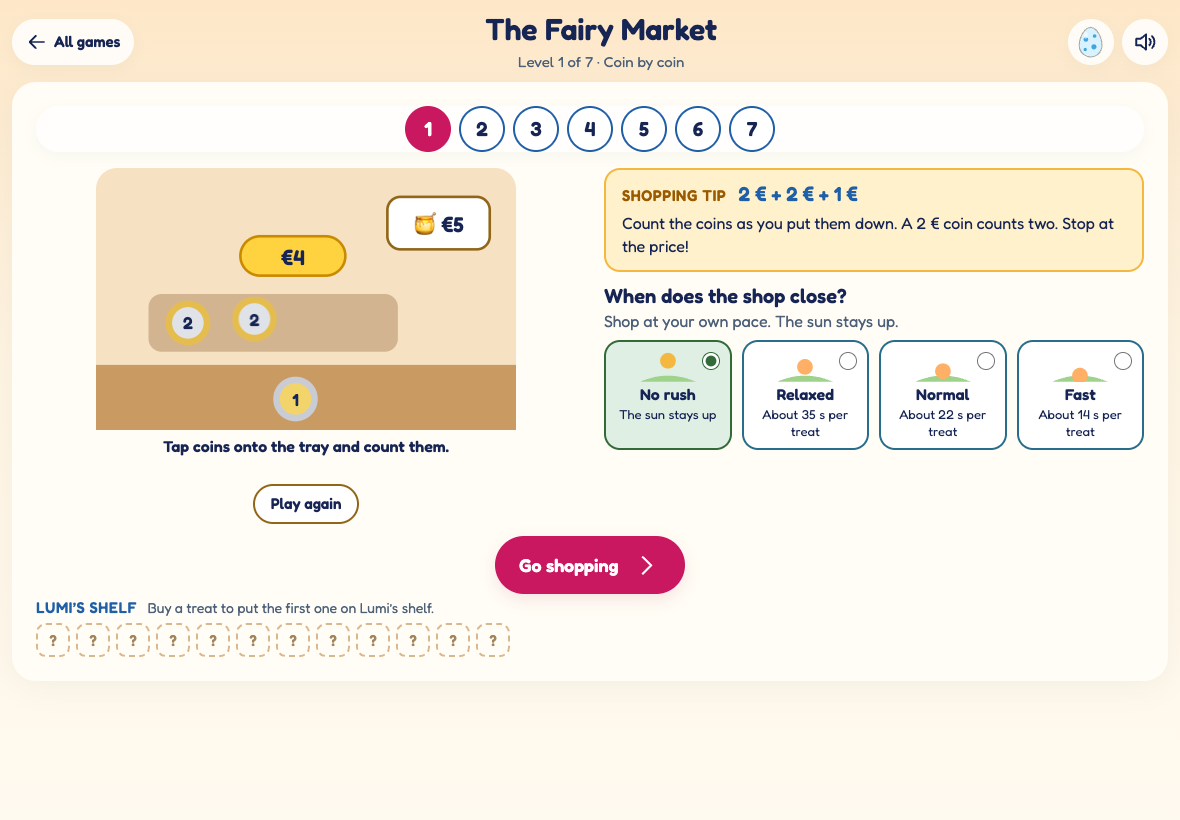 All games
The Fairy Market
Level 1 of 7 · Coin by coin
1 2 3 4 5 6 7
€5
€4
2 2
1
Tap coins onto the tray and count them.
Play again
SHOPPING TIP 2 € + 2 € + 1 €
Count the coins as you put them down. A 2 € coin counts two. Stop at
the price!
When does the shop close?
Shop at your own pace. The sun stays up.
No rush
The sun stays up
Relaxed
About 35 s per
treat
Normal
About 22 s per
treat
Fast
About 14 s per
treat
Go shopping
LUMI'S SHELF Buy a treat to put the first one on Lumi's shelf.
? ? ? ? ? ? ? ? ? ? ? ?